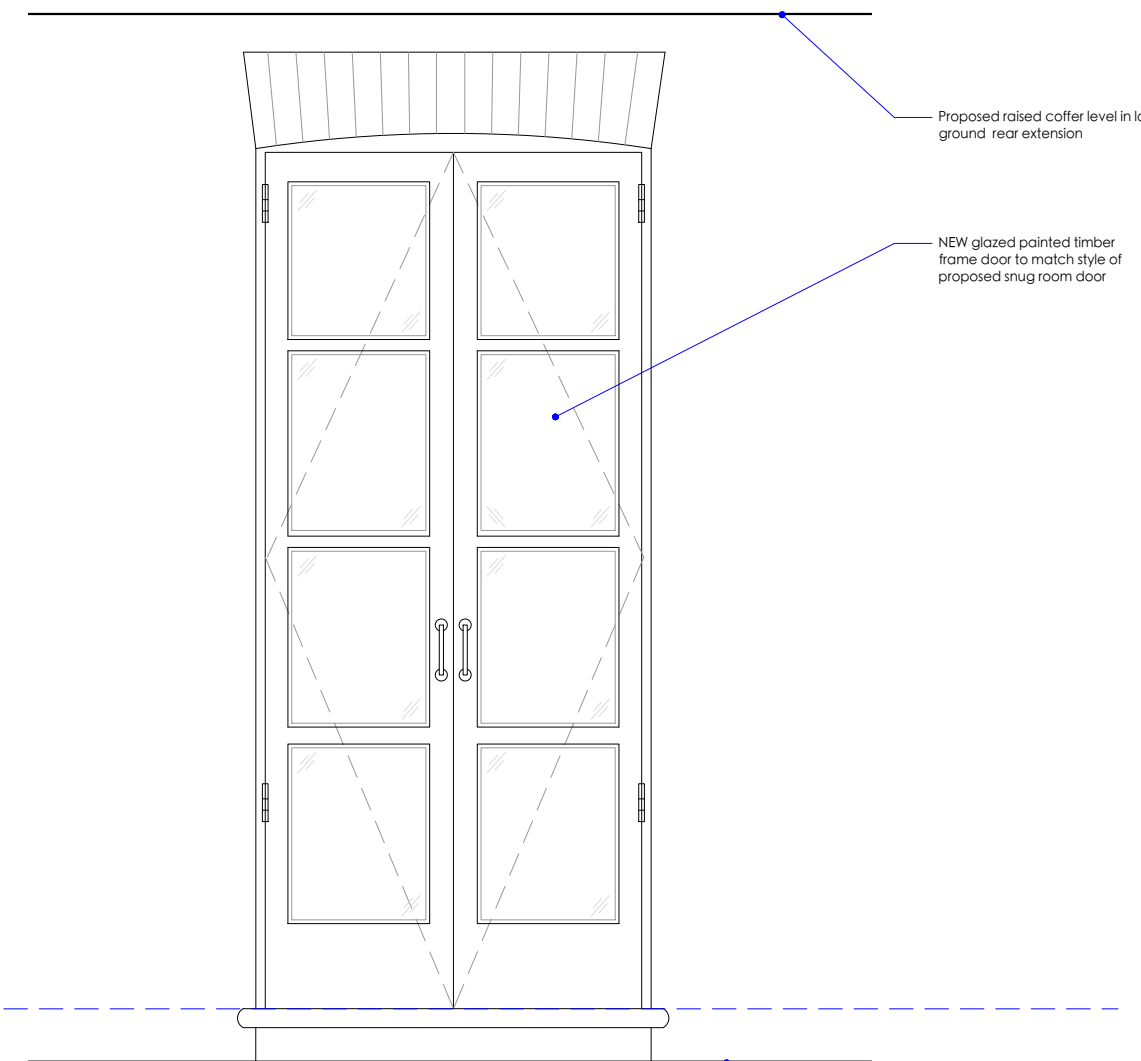 Proposed raised coffer level in
ground rear extension
NEW glazed painted timber
frame door to match style of
proposed snug room door